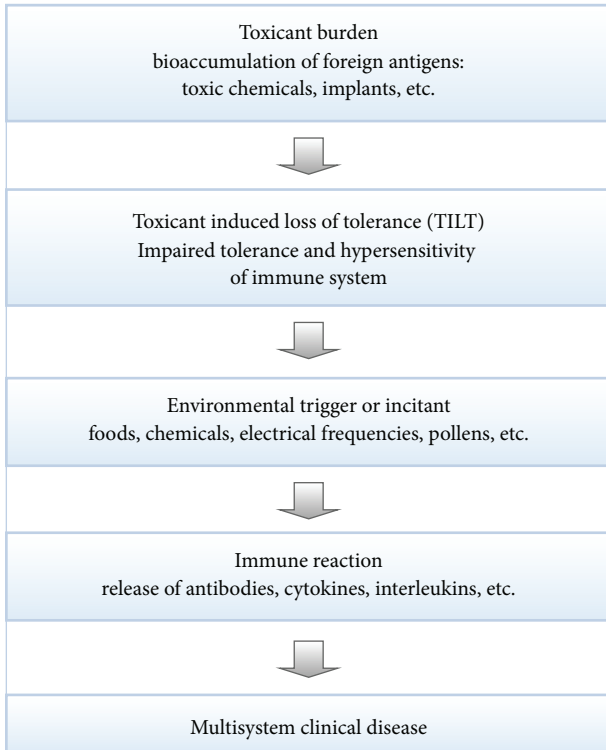 Toxicant burden
bioaccumulation of foreign antigens:
toxic chemicals, implants, etc.
Toxicant induced loss of tolerance (TILT)
Impaired tolerance and hypersensitivity
of immune system
Environmental trigger or incitant
foods, chemicals, electrical frequencies, pollens, etc.
Immune reaction
release of antibodies, cytokines, interleukins, etc.
Multisystem clinical disease